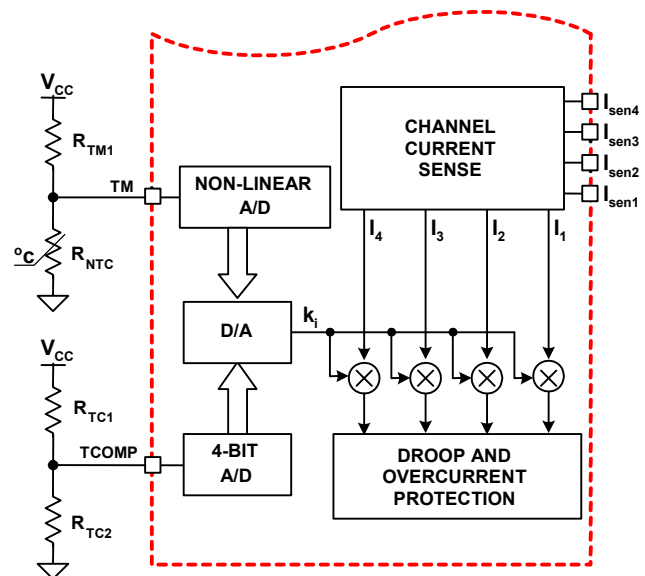 VCC
RTM1
TM
oC
RNTC
NON-LINEAR
A/D
D/A
VCC
RTC1
TCOMP
4-BIT
A/D
RTC2
CHANNEL
CURRENT
SENSE
Isen4
Isen3
Isen2
Isen1
I4
I3
I2
I1
ki
DROOP AND
OVERCURRENT
PROTECTION